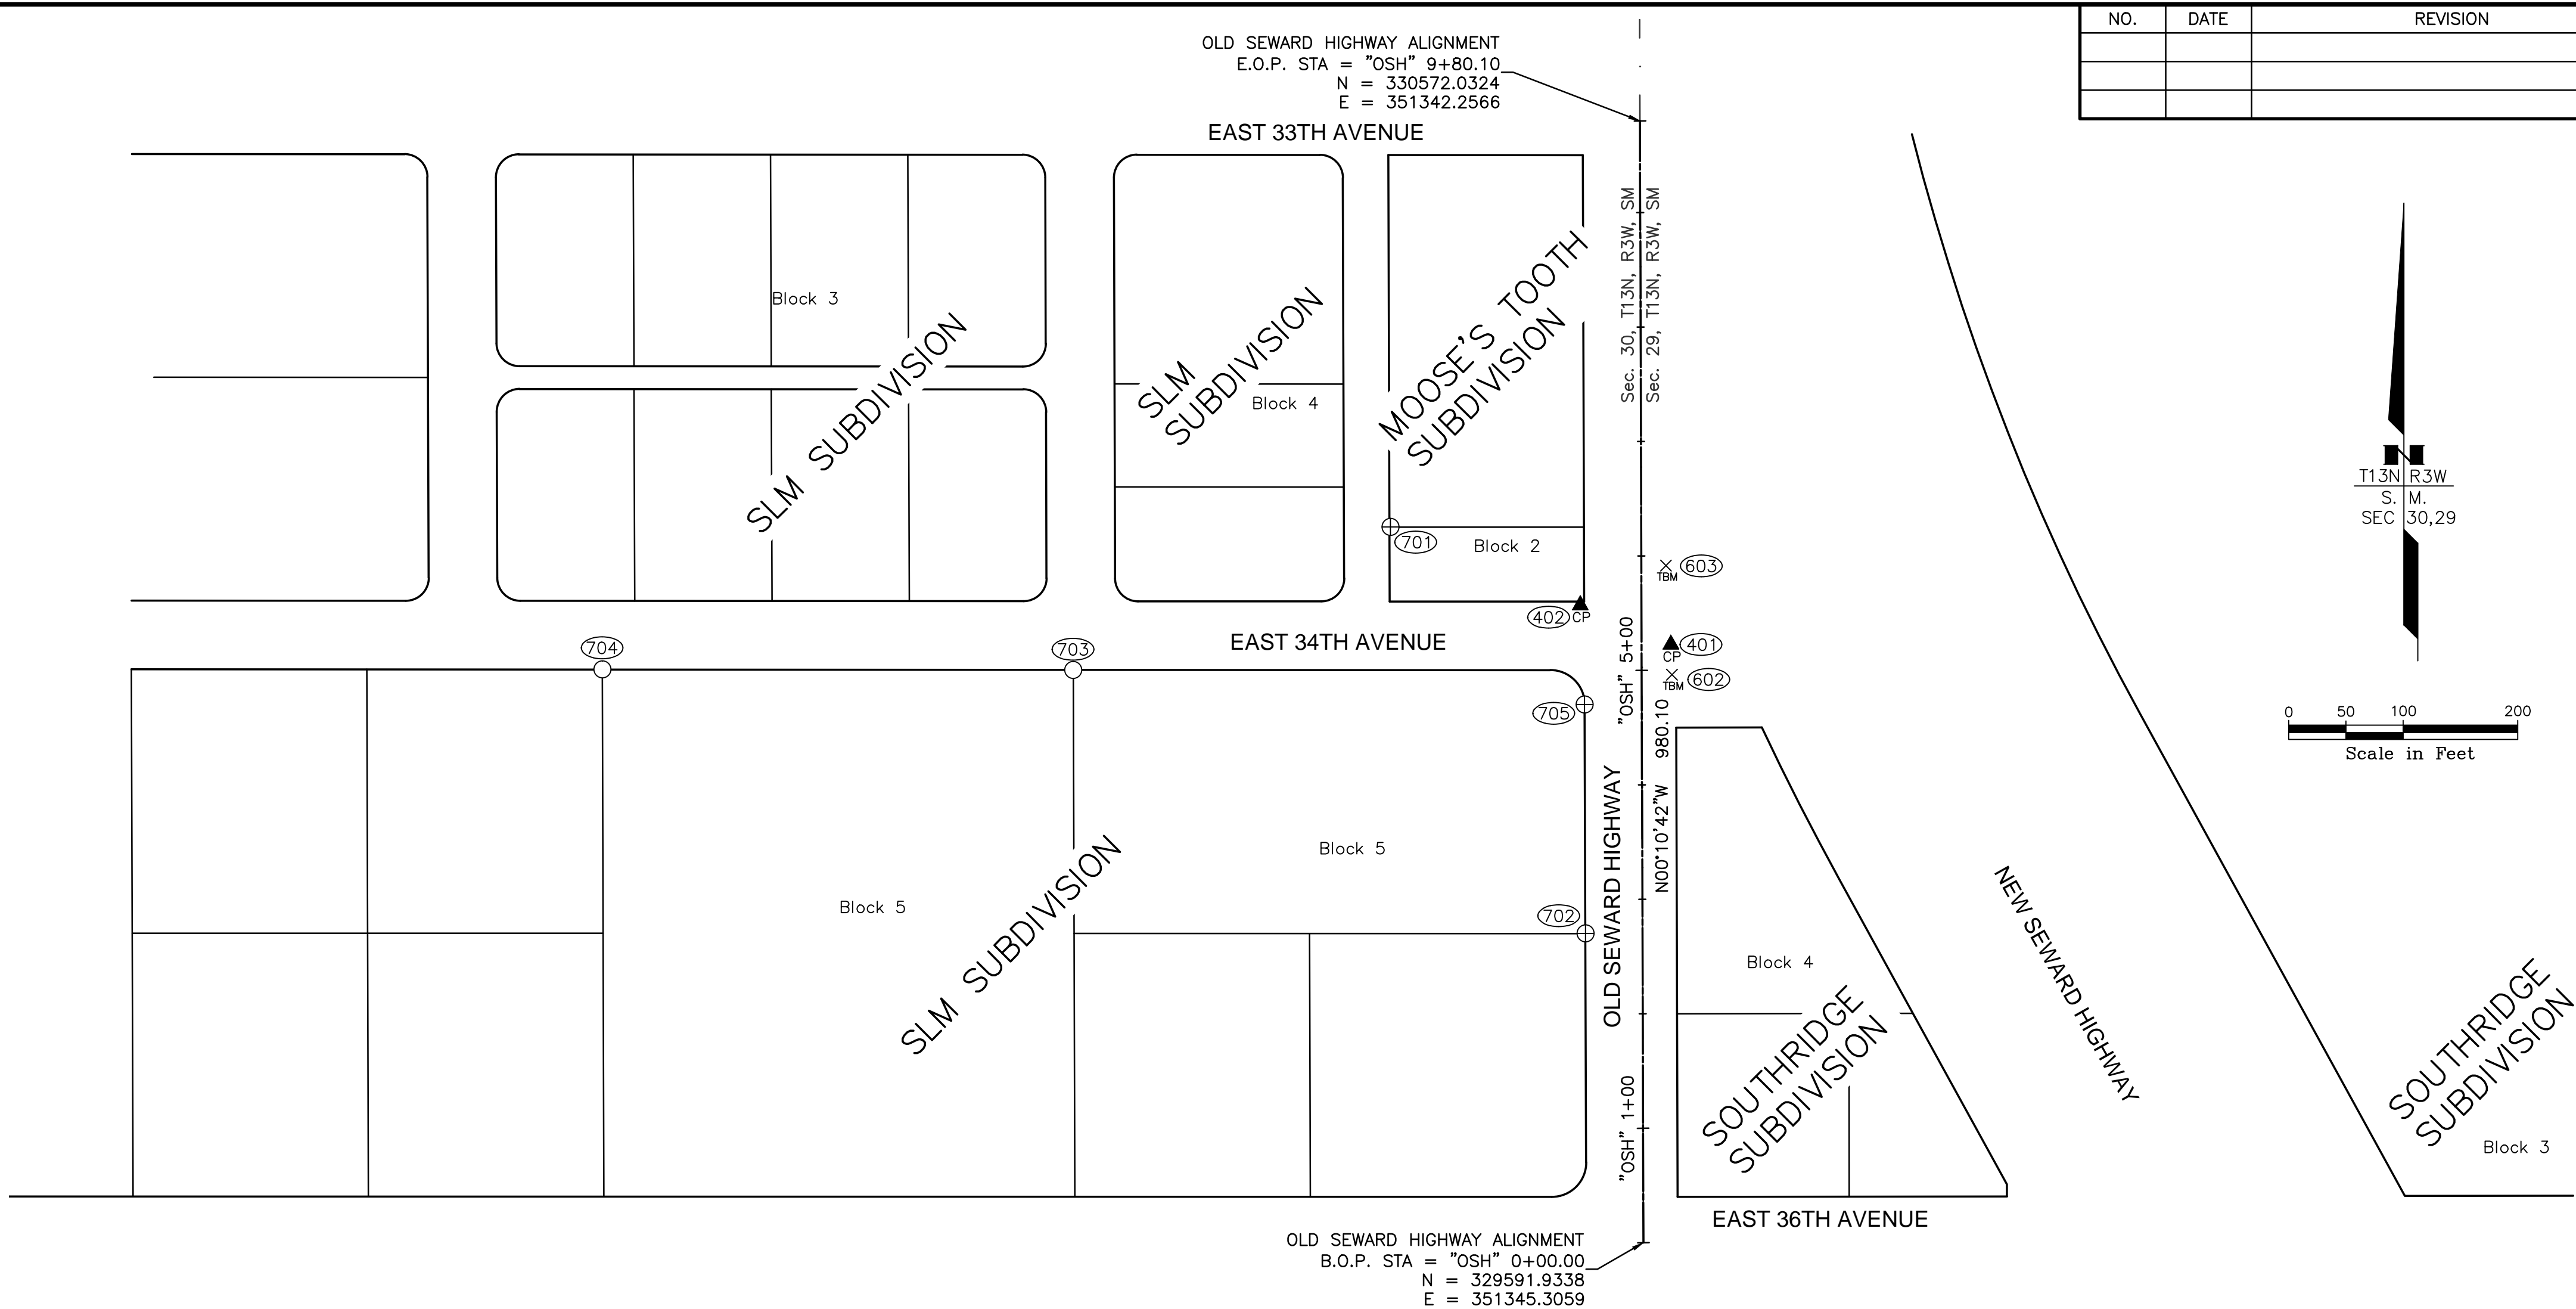 NO. DATE REVISION
OLD SEWARD HIGHWAY ALIGNMENT
E.O.P. STA = "OSH" 9+80.10
N = 330572.0324
E = 351342.2566
EAST 33TH AVENUE
Sec. 30, T13N, R3W, SM
Sec. 29, T13N, R3W, SM
Block 3
SLM SUBDIVISION
SLM
SUBDIVISION
Block 4
MOOSE'S TOOTH
SUBDIVISION
701
Block 2
603
TBM
402 CP
EAST 34TH AVENUE
704
703
401
CP
602
TBM
705
"OSH" 5+00
N00°10'42"W 980.10
OLD SEWARD HIGHWAY
Block 5
Block 5
SLM SUBDIVISION
702
Block 4
SOUTHRIDGE
SUBDIVISION
"OSH" 1+00
NEW SEWARD HIGHWAY
N
T13N R3W
S. M.
SEC 30,29
0 50 100 200
Scale in Feet
SOUTHRIDGE
SUBDIVISION
Block 3
EAST 36TH AVENUE
OLD SEWARD HIGHWAY ALIGNMENT
B.O.P. STA = "OSH" 0+00.00
N = 329591.9338
E = 351345.3059